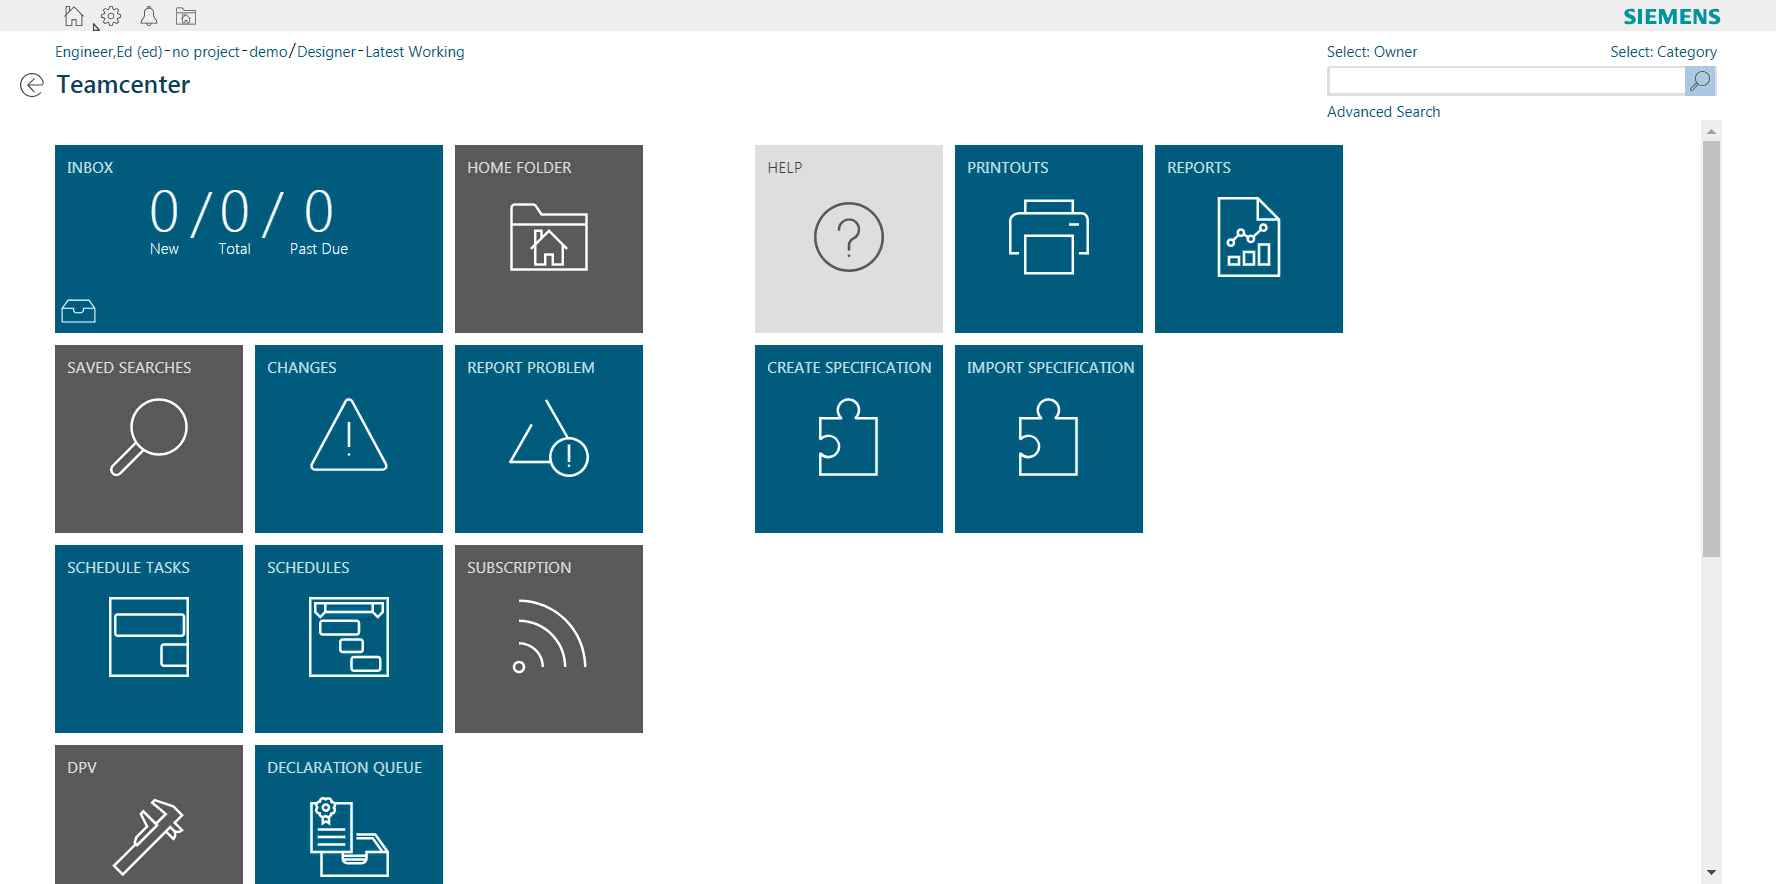 SIEMENS
Engineer,Ed (ed)-no project-demo/Designer-Latest Working
Select: Owner
Select: Category
Teamcenter
Advanced Search
INBOX
0 / 0 / 0
New Total Past Due
HOME FOLDER
HELP
?
PRINTOUTS
REPORTS
SAVED SEARCHES
CHANGES
!
REPORT PROBLEM
!
CREATE SPECIFICATION
IMPORT SPECIFICATION
SCHEDULE TASKS
SCHEDULES
SUBSCRIPTION
DPV
DECLARATION QUEUE